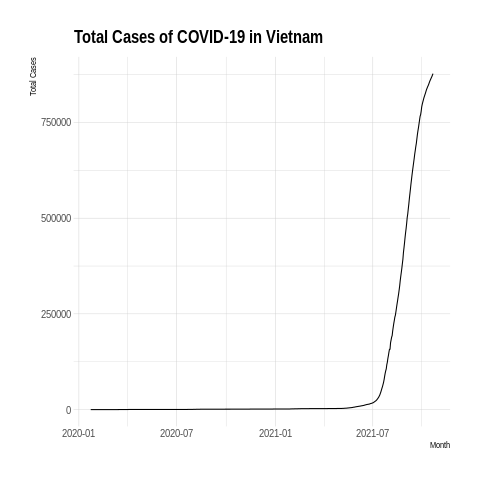 Total Cases of COVID-19 in Vietnam
Total Cases
750000
500000
250000
0
2020-01 2020-07 2021-01 2021-07
Month